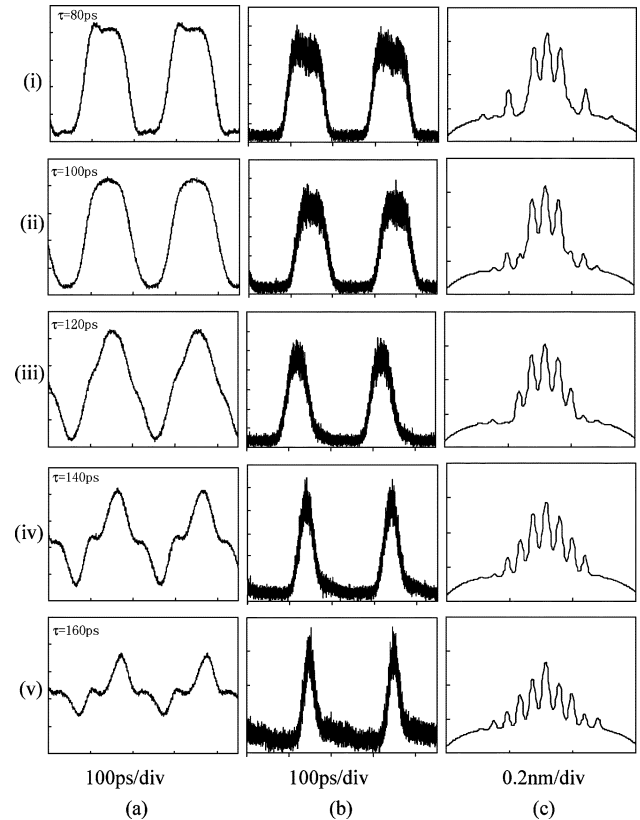 τ=80ps
(i)
τ=100ps
(ii)
τ=120ps
(iii)
τ=140ps
(iv)
τ=160ps
(v)
100ps/div 100ps/div 0.2nm/div
(a) (b) (c)